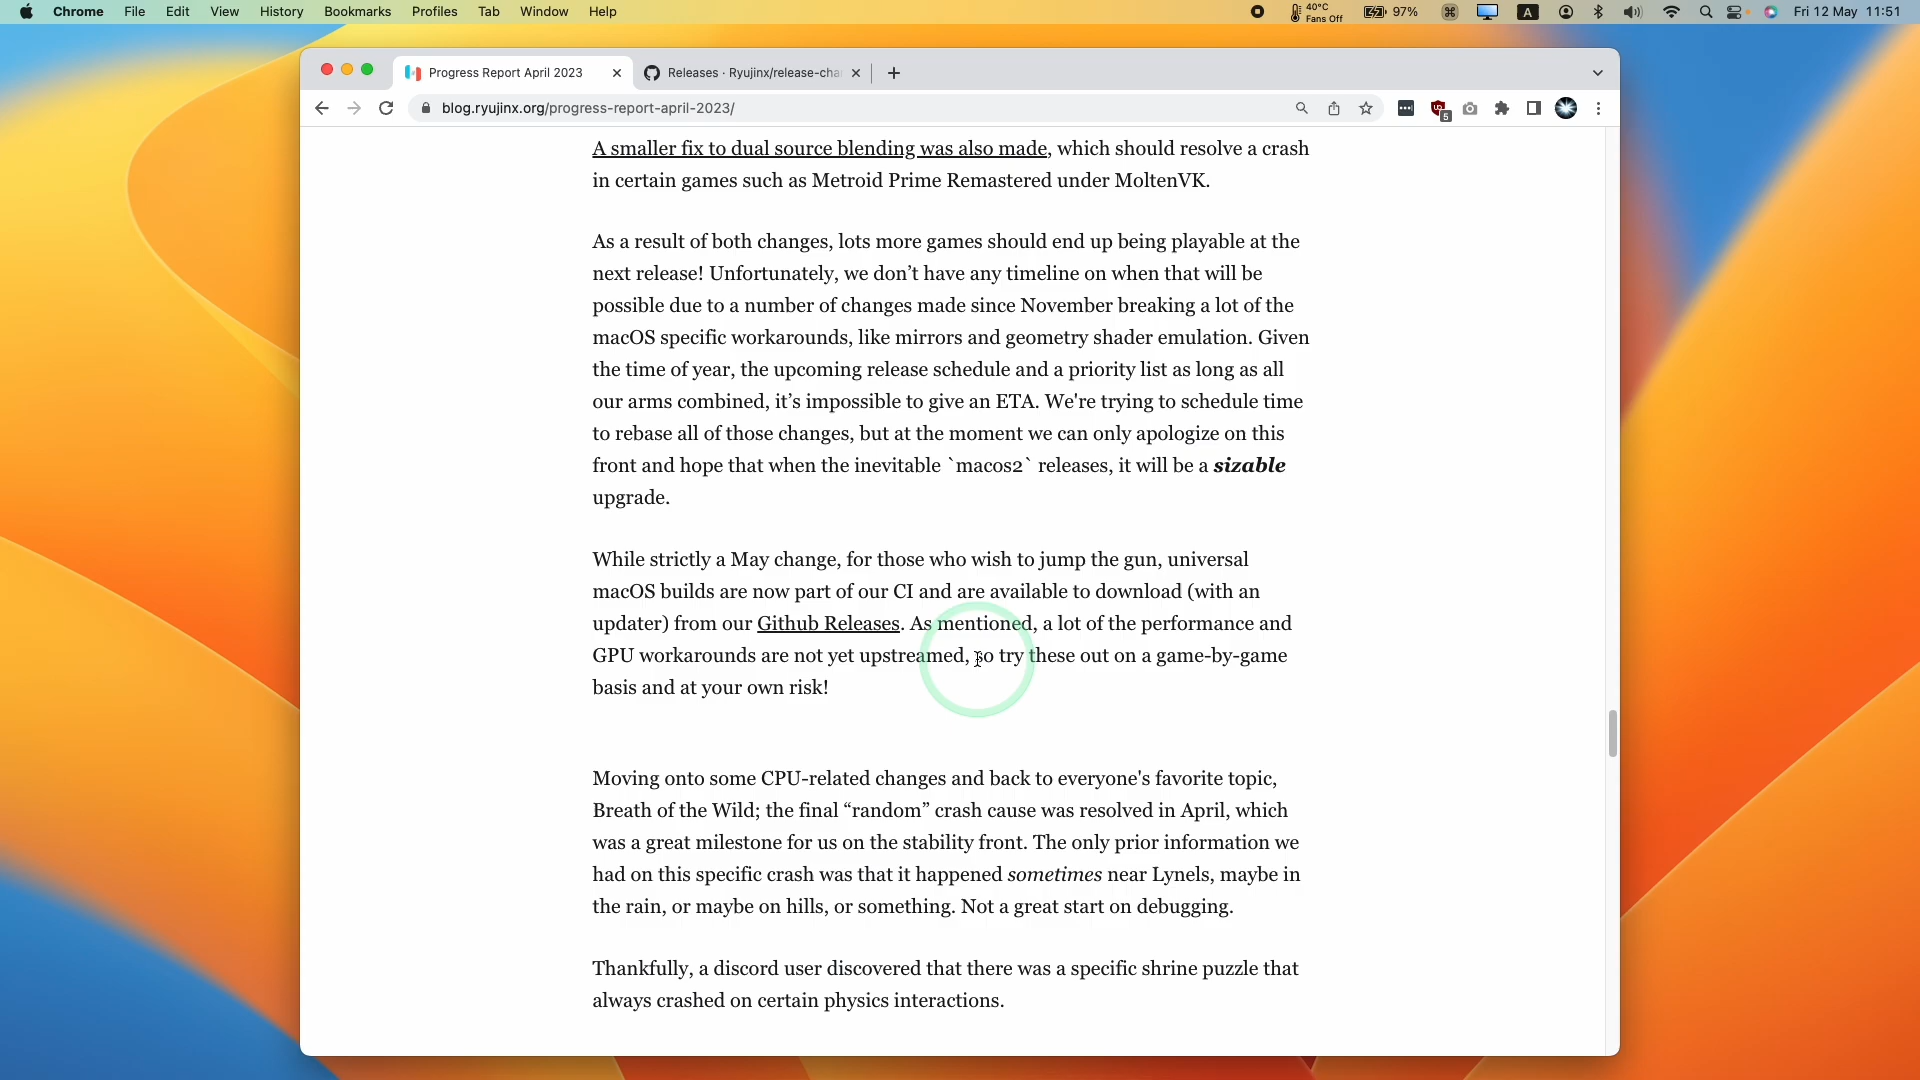 Chrome File Edit View History Bookmarks Profiles Tab Window Help 40°C Fans Off 97% A Fri 12 May 11:51
Progress Report April 2023 Releases · Ryujinx/release-cha
blog.ryujinx.org/progress-report-april-2023/ 5
A smaller fix to dual source blending was also made, which should resolve a crash
in certain games such as Metroid Prime Remastered under MoltenVK.
As a result of both changes, lots more games should end up being playable at the
next release! Unfortunately, we don’t have any timeline on when that will be
possible due to a number of changes made since November breaking a lot of the
macOS specific workarounds, like mirrors and geometry shader emulation. Given
the time of year, the upcoming release schedule and a priority list as long as all
our arms combined, it’s impossible to give an ETA. We're trying to schedule time
to rebase all of those changes, but at the moment we can only apologize on this
front and hope that when the inevitable `macos2` releases, it will be a sizable
upgrade.
While strictly a May change, for those who wish to jump the gun, universal
macOS builds are now part of our CI and are available to download (with an
updater) from our Github Releases. As mentioned, a lot of the performance and
GPU workarounds are not yet upstreamed, so try these out on a game-by-game
basis and at your own risk!
Moving onto some CPU-related changes and back to everyone's favorite topic,
Breath of the Wild; the final “random” crash cause was resolved in April, which
was a great milestone for us on the stability front. The only prior information we
had on this specific crash was that it happened sometimes near Lynels, maybe in
the rain, or maybe on hills, or something. Not a great start on debugging.
Thankfully, a discord user discovered that there was a specific shrine puzzle that
always crashed on certain physics interactions.